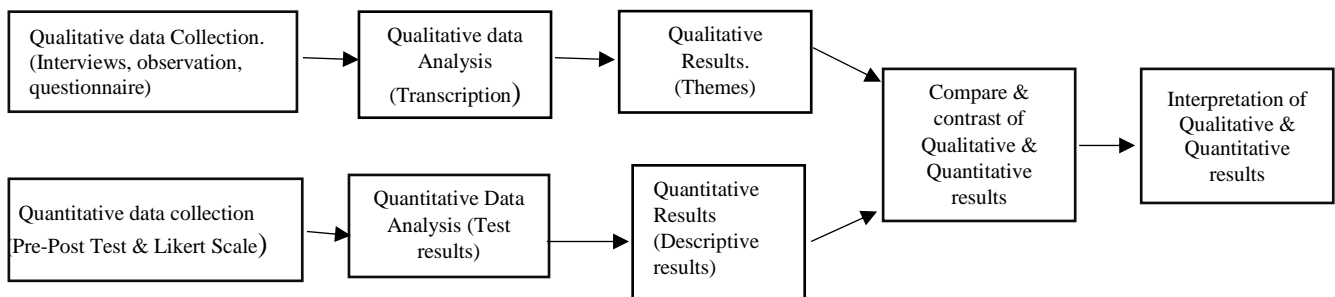 Qualitative data Collection.
(Interviews, observation,
questionnaire)
Qualitative data
Analysis
(Transcription)
Qualitative
Results.
(Themes)
Compare &
contrast of
Qualitative &
Quantitative
results
Interpretation of
Qualitative &
Quantitative
results
Quantitative data collection
(Pre-Post Test & Likert Scale)
Quantitative Data
Analysis (Test
results)
Quantitative
Results
(Descriptive
results)